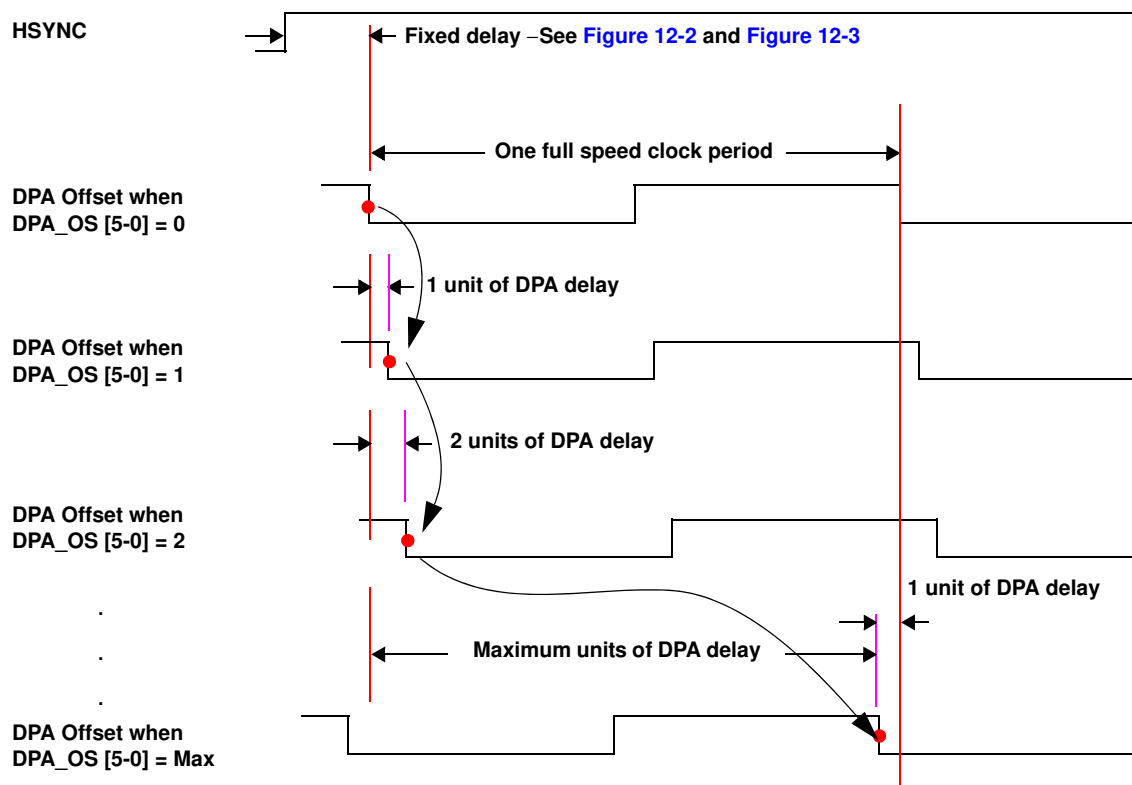 HSYNC
Fixed delay –See Figure 12-2 and Figure 12-3
One full speed clock period
DPA Offset when
DPA_OS [5-0] = 0
1 unit of DPA delay
DPA Offset when
DPA_OS [5-0] = 1
2 units of DPA delay
DPA Offset when
DPA_OS [5-0] = 2
1 unit of DPA delay
.
.
Maximum units of DPA delay
.
DPA Offset when
DPA_OS [5-0] = Max